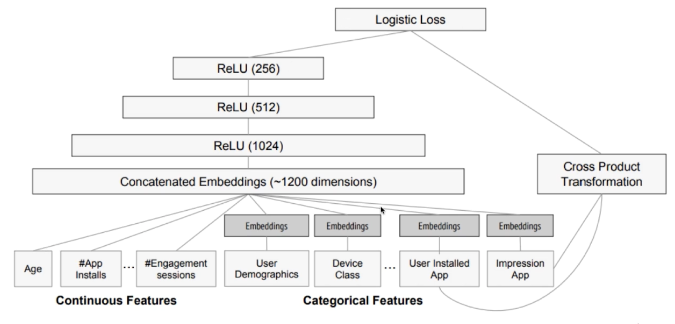 Logistic Loss
ReLU (256)
ReLU (512)
ReLU (1024)
Concatenated Embeddings (~1200 dimensions)
Cross Product
Transformation
Embeddings
Embeddings
Embeddings
Embeddings
Age
#App
Installs
...
#Engagement
sessions
User
Demographics
Device
Class
...
User Installed
App
Impression
App
Continuous Features
Categorical Features